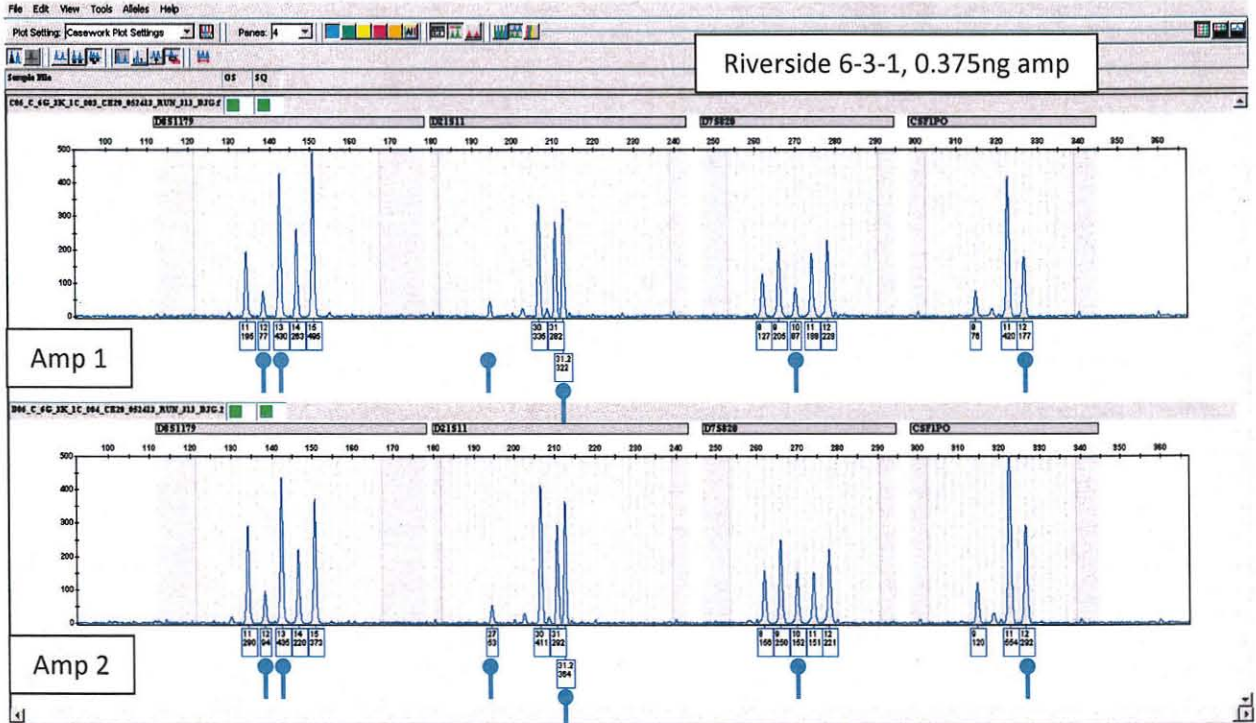 File Edit View Tools Alleles Help
Plot Setting: Casework Plot Settings Panes: 4 All
Riverside 6-3-1, 0.375ng amp
Sample File OS SQ
D8S1179 D21S11 D7S820 CSF1PO
100 110 120 130 140 150 160 170 180 190 200 210 220 230 240 250 260 270 280 290 300 310 320 330 340 350 360
500
400
300
200
100
0
11 12 13 14 15 30 31 8 9 10 11 12 9 11 12
195 77 430 263 495 335 282 127 205 87 189 228 76 420 177
31.2
322
Amp 1
D8S1179 D21S11 D7S820 CSF1PO
100 110 120 130 140 150 160 170 180 190 200 210 220 230 240 250 260 270 280 290 300 310 320 330 340 350 360
500
400
300
200
100
0
11 12 13 14 15 27 30 31 8 9 10 11 12 9 11 12
290 94 435 220 373 53 411 292 250 152 151 221 120 292
31.2
Amp 2